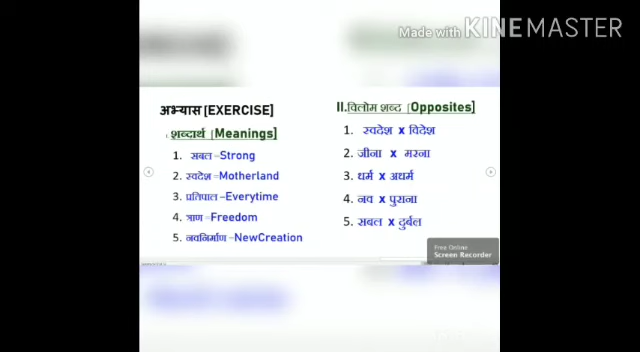 Made with KINEMASTER
अभ्यास [EXERCISE]
I. शब्दार्थ [Meanings]
1. सबल =Strong
2. स्वदेश =Motherland
3. प्रतिपाल =Everytime
4. त्राण =Freedom
5. नवनिर्माण =NewCreation
II.विलोम शब्द [Opposites]
1. स्वदेश x विदेश
2. जीना x मरना
3. धर्म x अधर्म
4. नव x पुराना
5. सबल x दुर्बल
Free Online
Screen Recorder